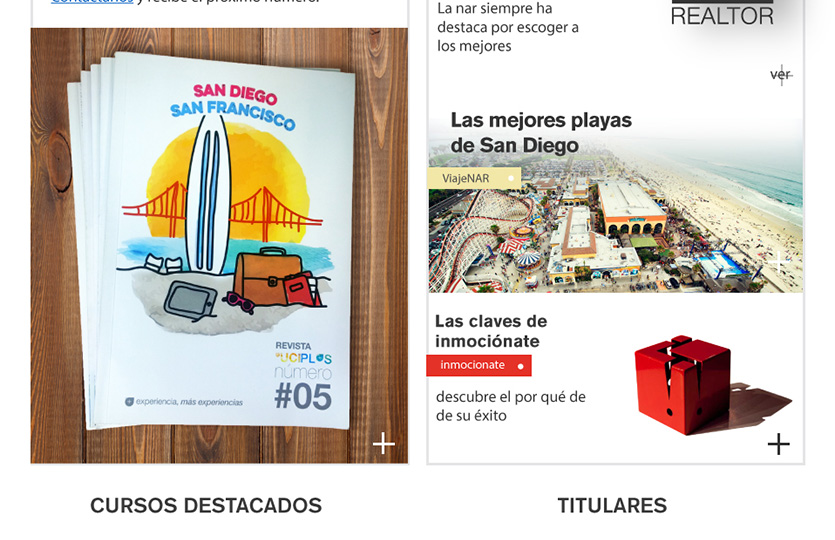 Contáctanos y recibe el próximo número.
SAN DIEGO
SAN FRANCISCO
REVISTA
número
#05
experiencia, más experiencias
La nar siempre ha
destaca por escoger a
los mejores
REALTOR
ver
Las mejores playas
de San Diego
ViajeNAR
Las claves de
inmociónate
inmocionate
descubre el por qué de
de su éxito
CURSOS DESTACADOS
TITULARES